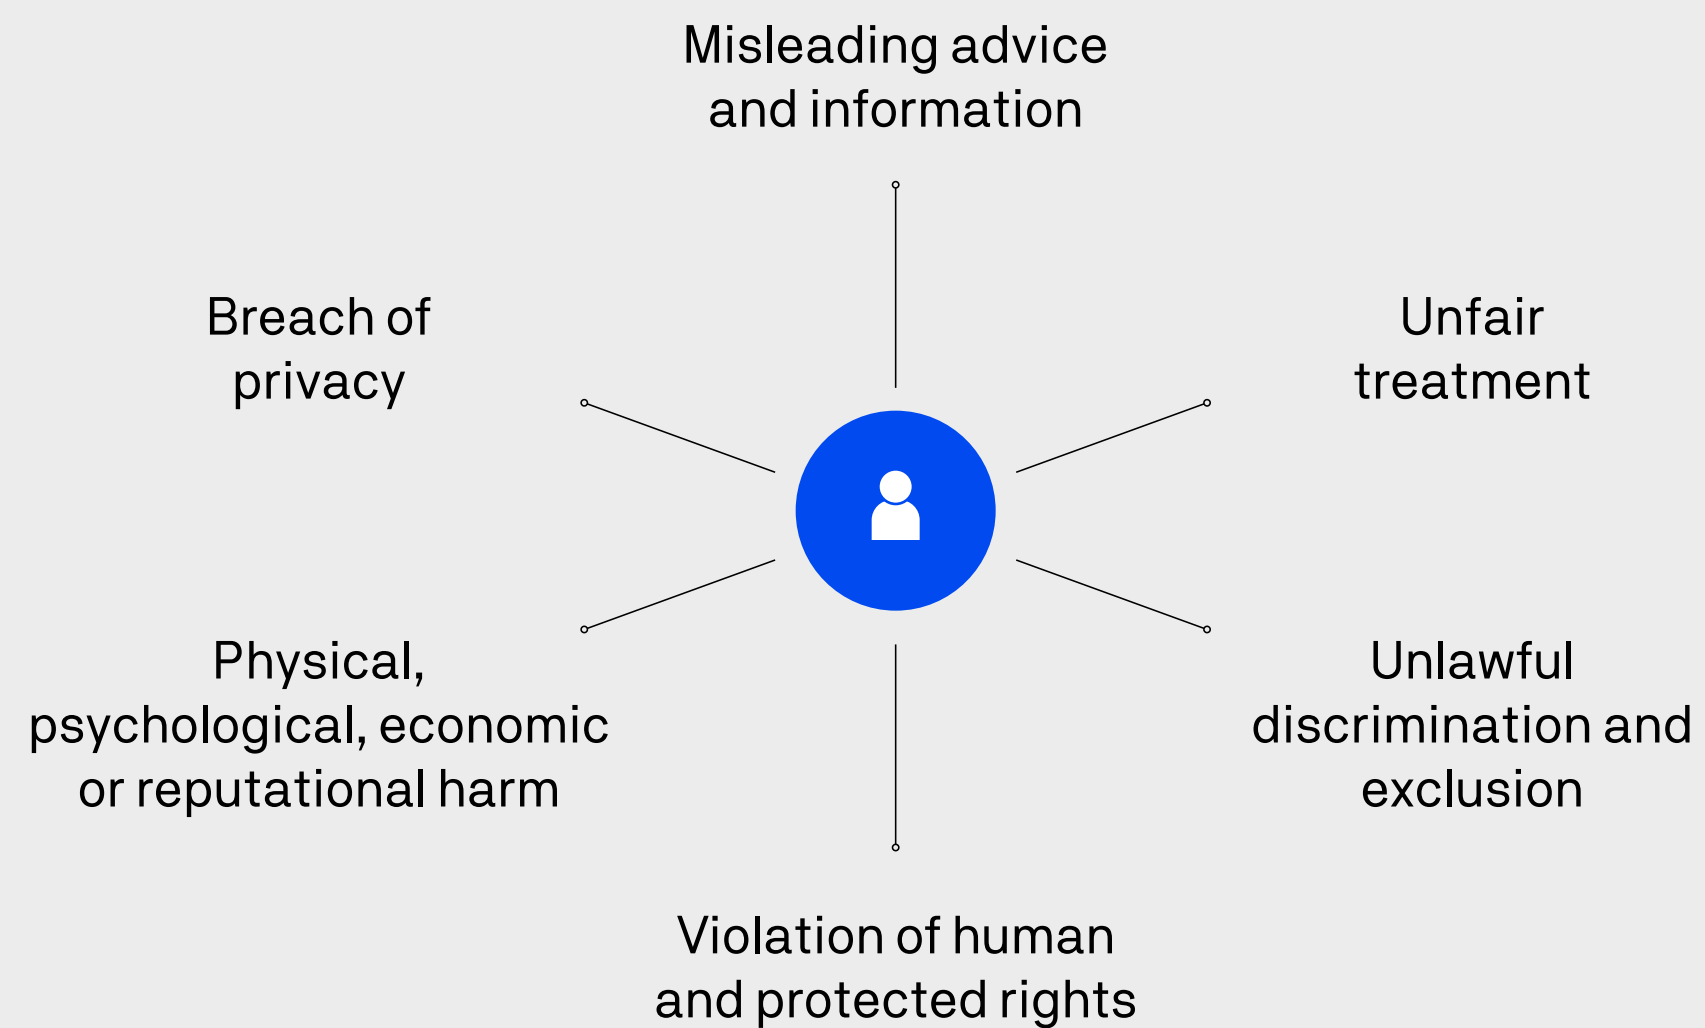 Misleading advice
and information
Breach of
privacy
Unfair
treatment
Physical,
psychological, economic
or reputational harm
Unlawful
discrimination and
exclusion
Violation of human
and protected rights